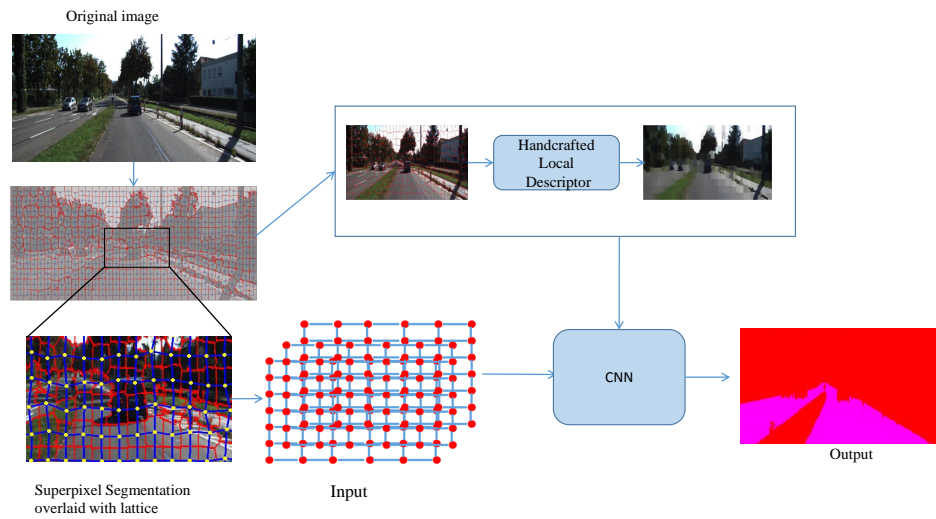 Original image
Handcrafted
Local
Descriptor
CNN
Output
Input
Superpixel Segmentation
overlaid with lattice